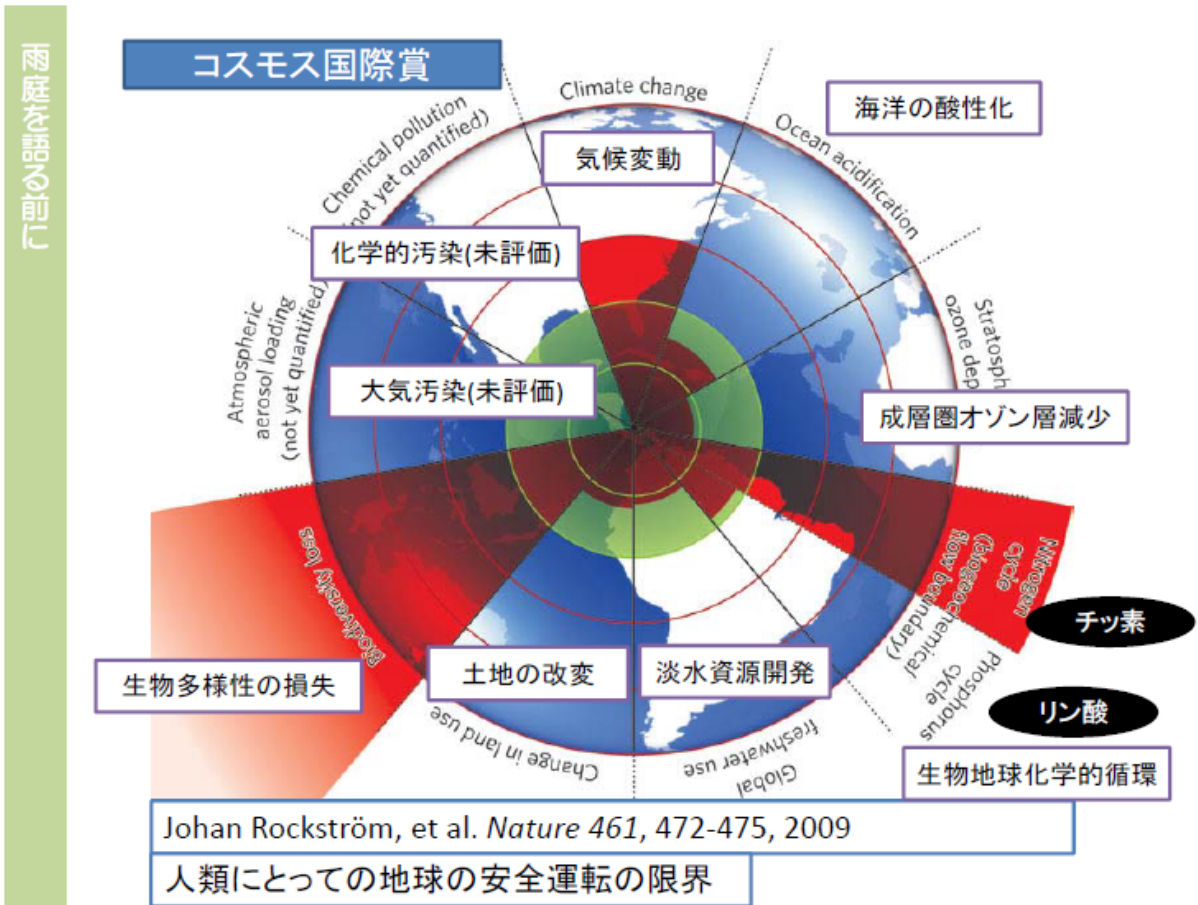 雨庭を語る前に
コスモス国際賞
Climate change
気候変動
Ocean acidification
海洋の酸性化
Stratosph
ozone dep
成層圏オゾン層減少
Nitrogen
cycle
(biogeochemical
flow boundary)
チッ素
Phosphorus
cycle
リン酸
生物地球化学的循環
Global
freshwater use
淡水資源開発
Change in land use
土地の改変
Biodiversity loss
生物多様性の損失
Atmospheric
aerosol loading
(not yet quantified)
大気汚染(未評価)
Chemical pollution
(not yet quantified)
化学的汚染(未評価)
Johan Rockström, et al. Nature 461, 472-475, 2009
人類にとっての地球の安全運転の限界